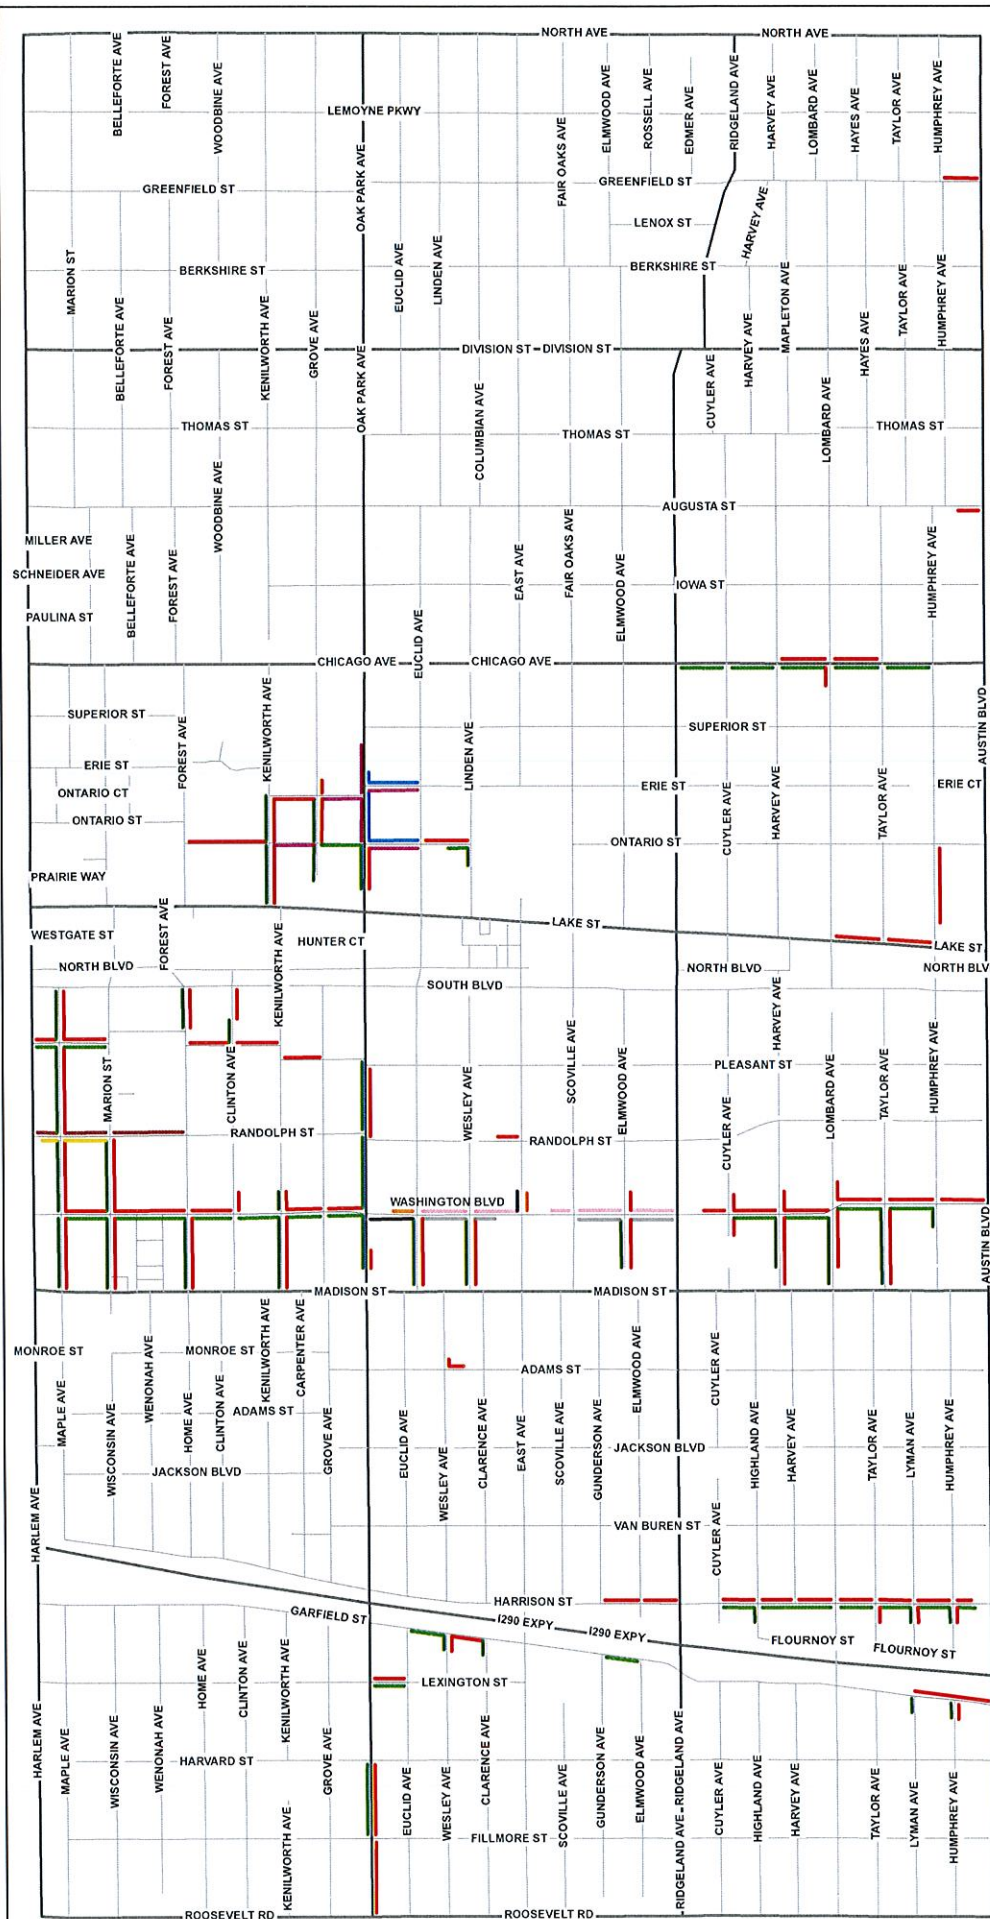 NORTH AVE
NORTH AVE
BELLEFORTE AVE
FOREST AVE
WOODBINE AVE
LEMOYNE PKWY
OAK PARK AVE
FAIR OAKS AVE
ELMWOOD AVE
ROSSELL AVE
EDMER AVE
RIDGELAND AVE
HARVEY AVE
LOMBARD AVE
HAYES AVE
TAYLOR AVE
HUMPHREY AVE
GREENFIELD ST
GREENFIELD ST
LENOX ST
HARVEY AVE
MARION ST
BERKSHIRE ST
EUCLID AVE
LINDEN AVE
BERKSHIRE ST
MAPLETON AVE
TAYLOR AVE
HUMPHREY AVE
BELLEFORTE AVE
FOREST AVE
KENILWORTH AVE
GROVE AVE
OAK PARK AVE
DIVISION ST
DIVISION ST
HARVEY AVE
HAYES AVE
CUYLER AVE
COLUMBIAN AVE
THOMAS ST
THOMAS ST
LOMBARD AVE
THOMAS ST
WOODBINE AVE
AUGUSTA ST
MILLER AVE
SCHNEIDER AVE
PAULINA ST
BELLEFORTE AVE
FOREST AVE
EAST AVE
FAIR OAKS AVE
ELMWOOD AVE
IOWA ST
HUMPHREY AVE
EUCLID AVE
CHICAGO AVE
CHICAGO AVE
AUSTIN BLVD
SUPERIOR ST
FOREST AVE
KENILWORTH AVE
LINDEN AVE
SUPERIOR ST
ERIE ST
ONTARIO CT
ONTARIO ST
ERIE ST
CUYLER AVE
HARVEY AVE
TAYLOR AVE
ERIE CT
ONTARIO ST
PRAIRIE WAY
LAKE ST
LAKE ST
WESTGATE ST
FOREST AVE
KENILWORTH AVE
HUNTER CT
NORTH BLVD
NORTH BLVD
NORTH BLV
SOUTH BLVD
HARVEY AVE
MARION ST
CLINTON AVE
WESLEY AVE
SCOVILLE AVE
ELMWOOD AVE
PLEASANT ST
CUYLER AVE
LOMBARD AVE
TAYLOR AVE
HUMPHREY AVE
RANDOLPH ST
RANDOLPH ST
WASHINGTON BLVD
AUSTIN BLVD
MADISON ST
MADISON ST
MONROE ST
MONROE ST
MAPLE AVE
WISCONSIN AVE
WENONAH AVE
HOME AVE
CLINTON AVE
KENILWORTH AVE
CARPENTER AVE
ADAMS ST
ADAMS ST
ELMWOOD AVE
CUYLER AVE
GROVE AVE
EUCLID AVE
WESLEY AVE
CLARENCE AVE
EAST AVE
SCOVILLE AVE
GUNDERSON AVE
JACKSON BLVD
HIGHLAND AVE
HARVEY AVE
TAYLOR AVE
LYMAN AVE
HUMPHREY AVE
JACKSON BLVD
HARLEM AVE
VAN BUREN ST
CUYLER AVE
HARRISON ST
GARFIELD ST
I290 EXPY
I290 EXPY
FLOURNOY ST
FLOURNOY ST
HARLEM AVE
HOME AVE
CLINTON AVE
KENILWORTH AVE
LEXINGTON ST
MAPLE AVE
WISCONSIN AVE
WENONAH AVE
HARVARD ST
GROVE AVE
EUCLID AVE
WESLEY AVE
CLARENCE AVE
SCOVILLE AVE
GUNDERSON AVE
ELMWOOD AVE
RIDGELAND AVE
RIDGELAND AVE
CUYLER AVE
HIGHLAND AVE
HARVEY AVE
TAYLOR AVE
LYMAN AVE
HUMPHREY AVE
KENILWORTH AVE
FILLMORE ST
ROOSEVELT RD
ROOSEVELT RD